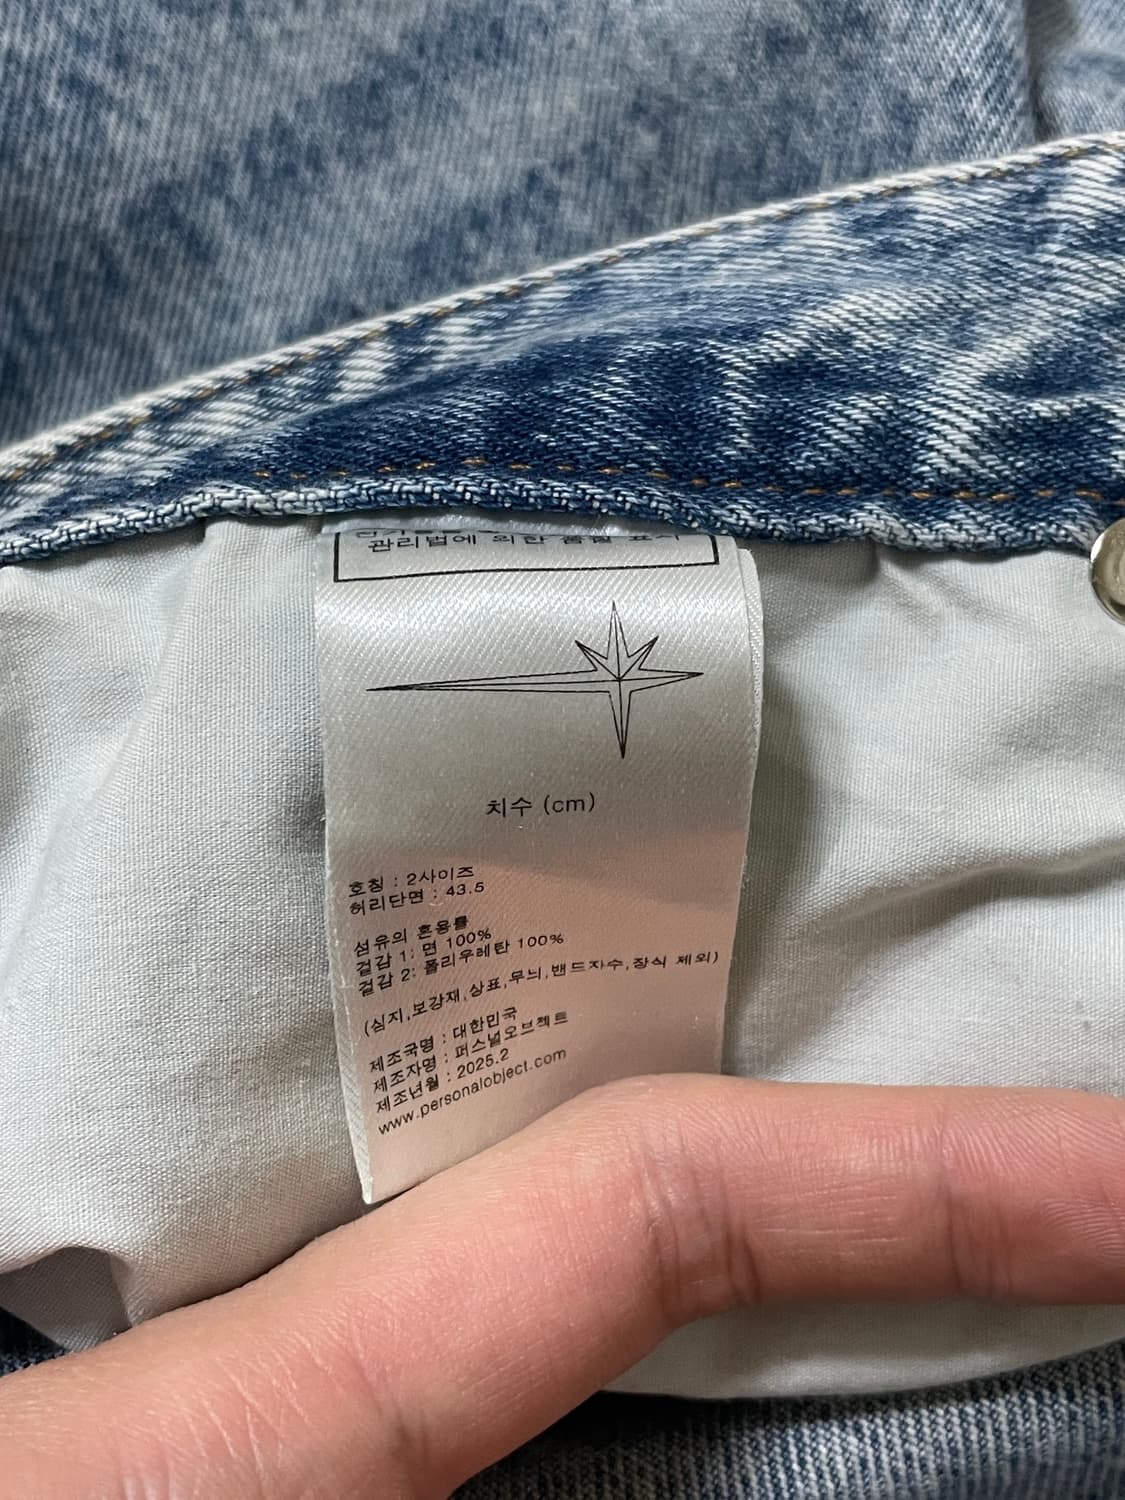 관리법에 의한 품질 표시
치수 (cm)
호칭 : 2사이즈
허리단면 : 43.5
섬유의 혼용률
겉감 1: 면 100%
겉감 2: 폴리우레탄 100%
(심지,보강재,상표,무늬,밴드자수,장식 제외)
제조국명 : 대한민국
제조자명 : 퍼스널오브젝트
제조년월 : 2025.2
www.personalobject.com